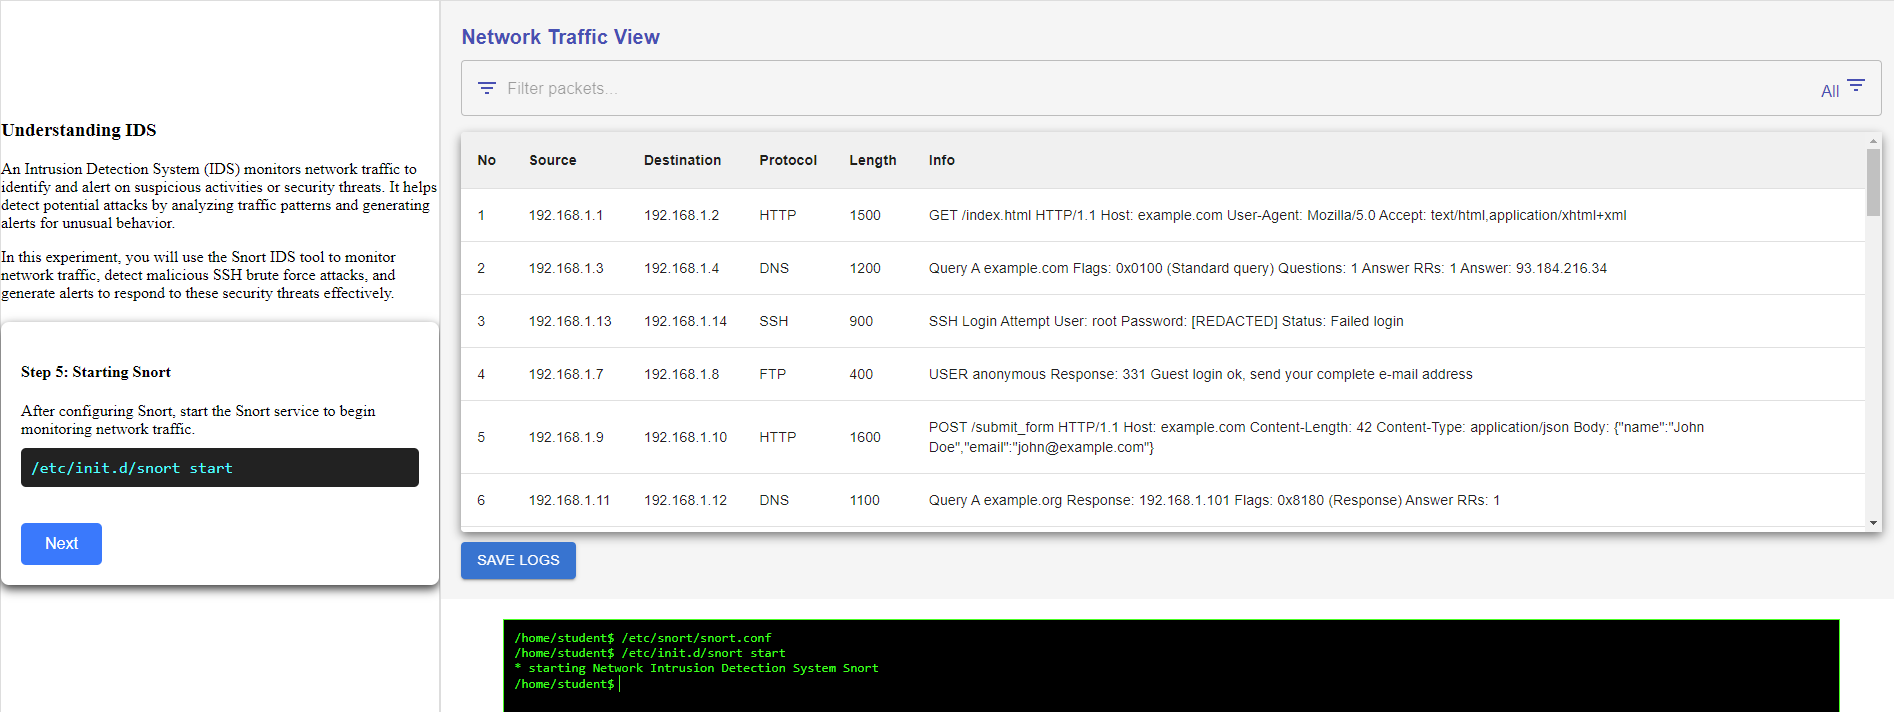 Understanding IDS
An Intrusion Detection System (IDS) monitors network traffic to
identify and alert on suspicious activities or security threats. It helps
detect potential attacks by analyzing traffic patterns and generating
alerts for unusual behavior.
In this experiment, you will use the Snort IDS tool to monitor
network traffic, detect malicious SSH brute force attacks, and
generate alerts to respond to these security threats effectively.
Step 5: Starting Snort
After configuring Snort, start the Snort service to begin
monitoring network traffic.
/etc/init.d/snort start
Next
Network Traffic View
Filter packets... All
No Source Destination Protocol Length Info
1 192.168.1.1 192.168.1.2 HTTP 1500 GET /index.html HTTP/1.1 Host: example.com User-Agent: Mozilla/5.0 Accept: text/html,application/xhtml+xml
2 192.168.1.3 192.168.1.4 DNS 1200 Query A example.com Flags: 0x0100 (Standard query) Questions: 1 Answer RRs: 1 Answer: 93.184.216.34
3 192.168.1.13 192.168.1.14 SSH 900 SSH Login Attempt User: root Password: [REDACTED] Status: Failed login
4 192.168.1.7 192.168.1.8 FTP 400 USER anonymous Response: 331 Guest login ok, send your complete e-mail address
5 192.168.1.9 192.168.1.10 HTTP 1600 POST /submit_form HTTP/1.1 Host: example.com Content-Length: 42 Content-Type: application/json Body: {"name":"John
Doe","email":"john@example.com"}
6 192.168.1.11 192.168.1.12 DNS 1100 Query A example.org Response: 192.168.1.101 Flags: 0x8180 (Response) Answer RRs: 1
SAVE LOGS
/home/student$ /etc/snort/snort.conf
/home/student$ /etc/init.d/snort start
* starting Network Intrusion Detection System Snort
/home/student$